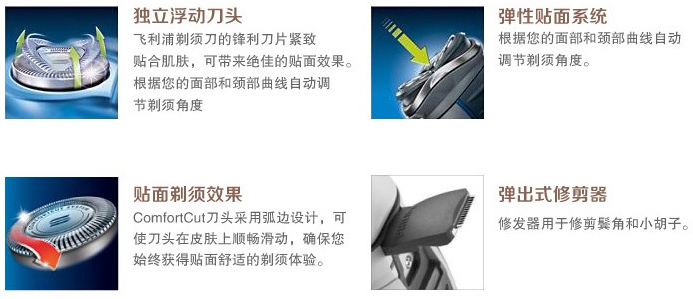 独立浮动刀头
飞利浦剃须刀的锋利刀片紧致
贴合肌肤，可带来绝佳的贴面效果。
根据您的面部和颈部曲线自动调
节剃须角度
弹性贴面系统
根据您的面部和颈部曲线自动
调节剃须角度。
贴面剃须效果
ComfortCut刀头采用弧边设计，可
使刀头在皮肤上顺畅滑动，确保您
始终获得贴面舒适的剃须体验。
弹出式修剪器
修发器用于修剪鬓角和小胡子。